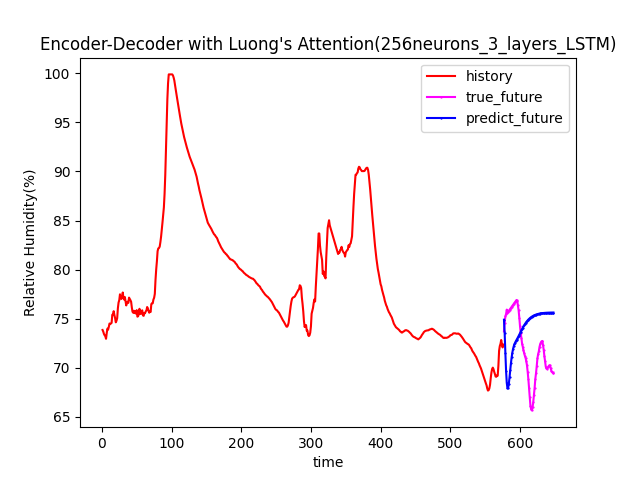 Encoder-Decoder with Luong's Attention(256neurons_3_layers_LSTM)
history
true_future
predict_future
Relative Humidity(%)
100
95
90
85
80
75
70
65
0 100 200 300 400 500 600
time